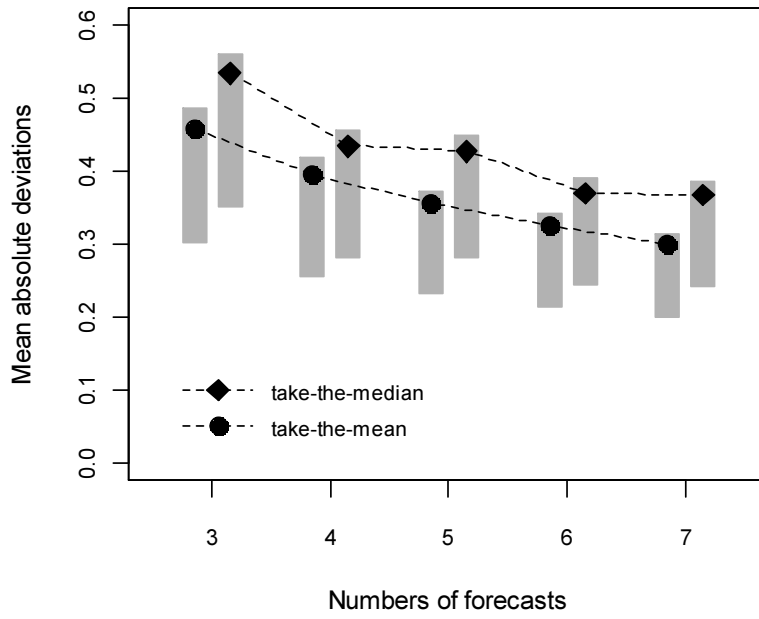 Mean absolute deviations
0.6
0.5
0.4
0.3
0.2
0.1
0.0
take-the-median
take-the-mean
3 4 5 6 7
Numbers of forecasts